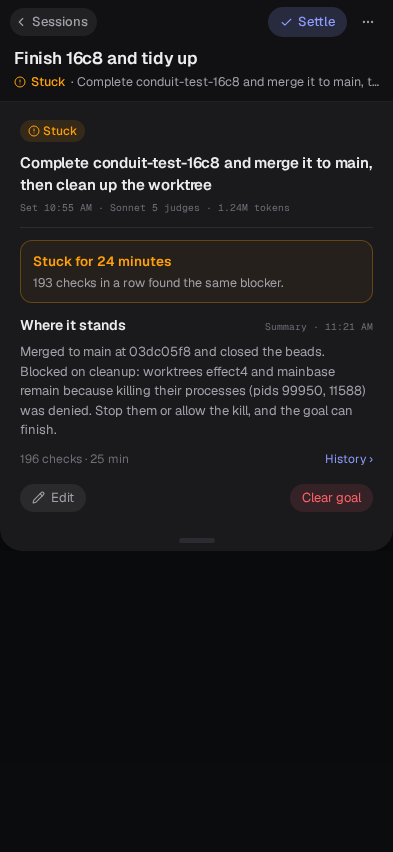 Sessions
Settle
Finish 16c8 and tidy up
Stuck · Complete conduit-test-16c8 and merge it to main, t…
Stuck
Complete conduit-test-16c8 and merge it to main,
then clean up the worktree
Set 10:55 AM · Sonnet 5 judges · 1.24M tokens
Stuck for 24 minutes
193 checks in a row found the same blocker.
Where it stands
Summary · 11:21 AM
Merged to main at 03dc05f8 and closed the beads.
Blocked on cleanup: worktrees effect4 and mainbase
remain because killing their processes (pids 99950, 11588)
was denied. Stop them or allow the kill, and the goal can
finish.
196 checks · 25 min
History ›
Edit
Clear goal